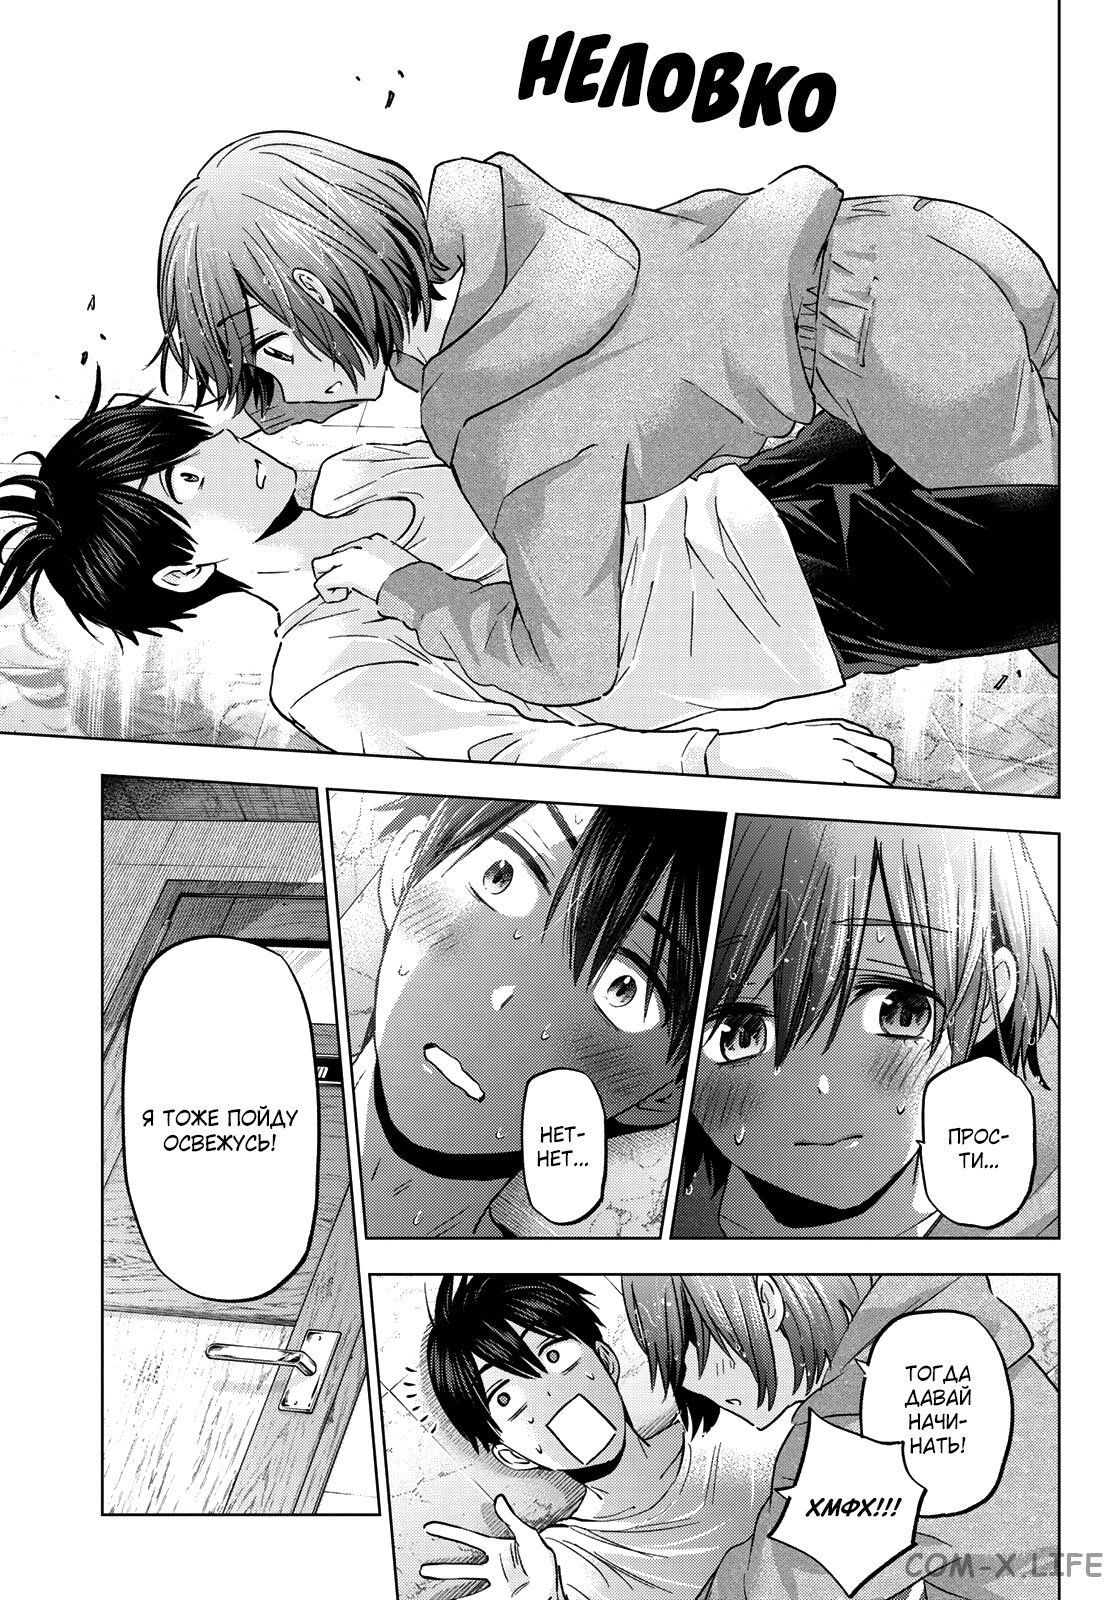 НЕЛОВКО
ПРОС-
ТИ...
НЕТ-
НЕТ...
Я ТОЖЕ ПОЙДУ
ОСВЕЖУСЬ!
ТОГДА
ДАВАЙ
НАЧИ-
НАТЬ!
ХМФХ!!!
COM-X.LIFE